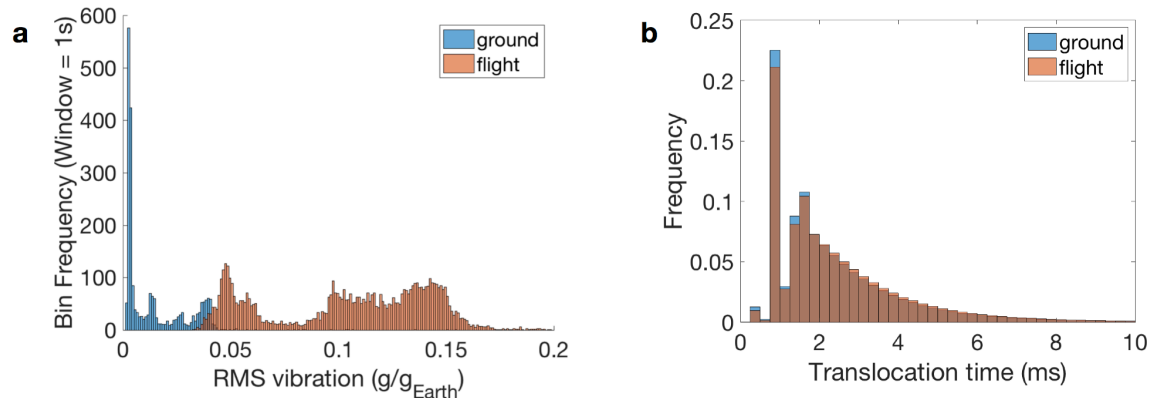 a
600
500
400
300
200
100
0
Bin Frequency (Window = 1s)
ground
flight
0 0.05 0.1 0.15 0.2
RMS vibration (g/gEarth)
b
0.25
0.2
0.15
0.1
0.05
0
Frequency
ground
flight
0 2 4 6 8 10
Translocation time (ms)